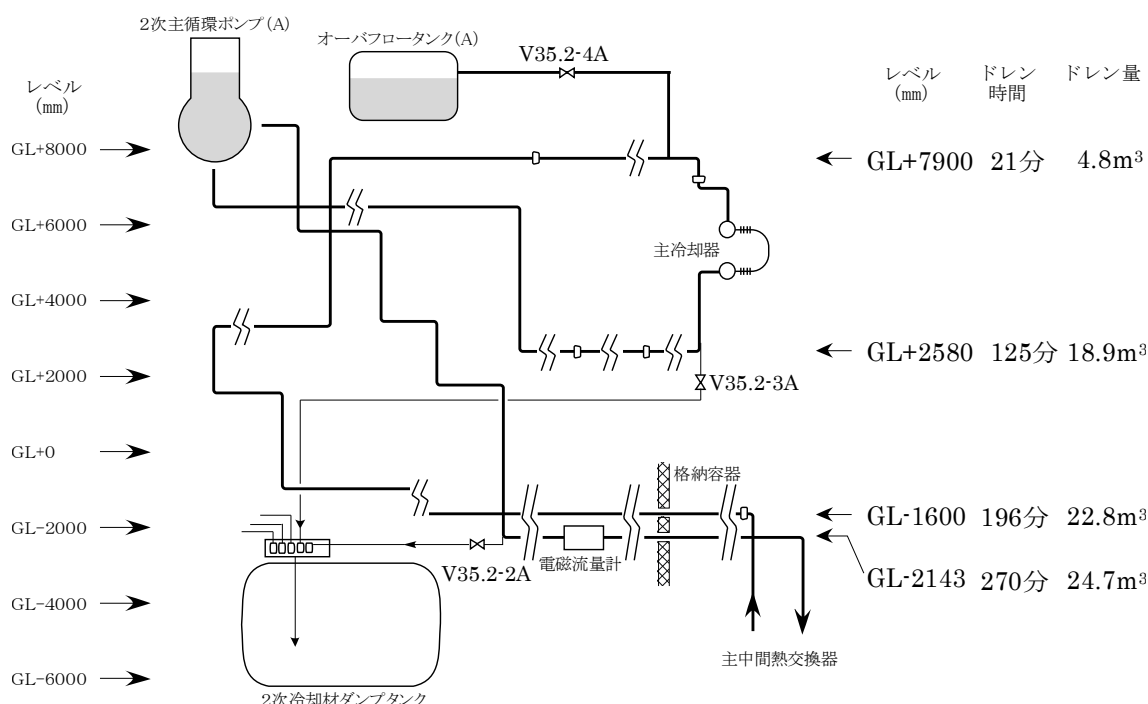 2次主循環ポンプ(A)
オーバフロータンク(A)
V35.2-4A
レベル
(mm)
GL+8000
GL+6000
GL+4000
GL+2000
GL+0
GL-2000
GL-4000
GL-6000
主冷却器
V35.2-3A
格納容器
電磁流量計
V35.2-2A
主中間熱交換器
2次冷却材ダンプタンク
レベル
(mm)
ドレン
時間
ドレン量
GL+7900 21分 4.8m³
GL+2580 125分 18.9m³
GL-1600 196分 22.8m³
GL-2143 270分 24.7m³